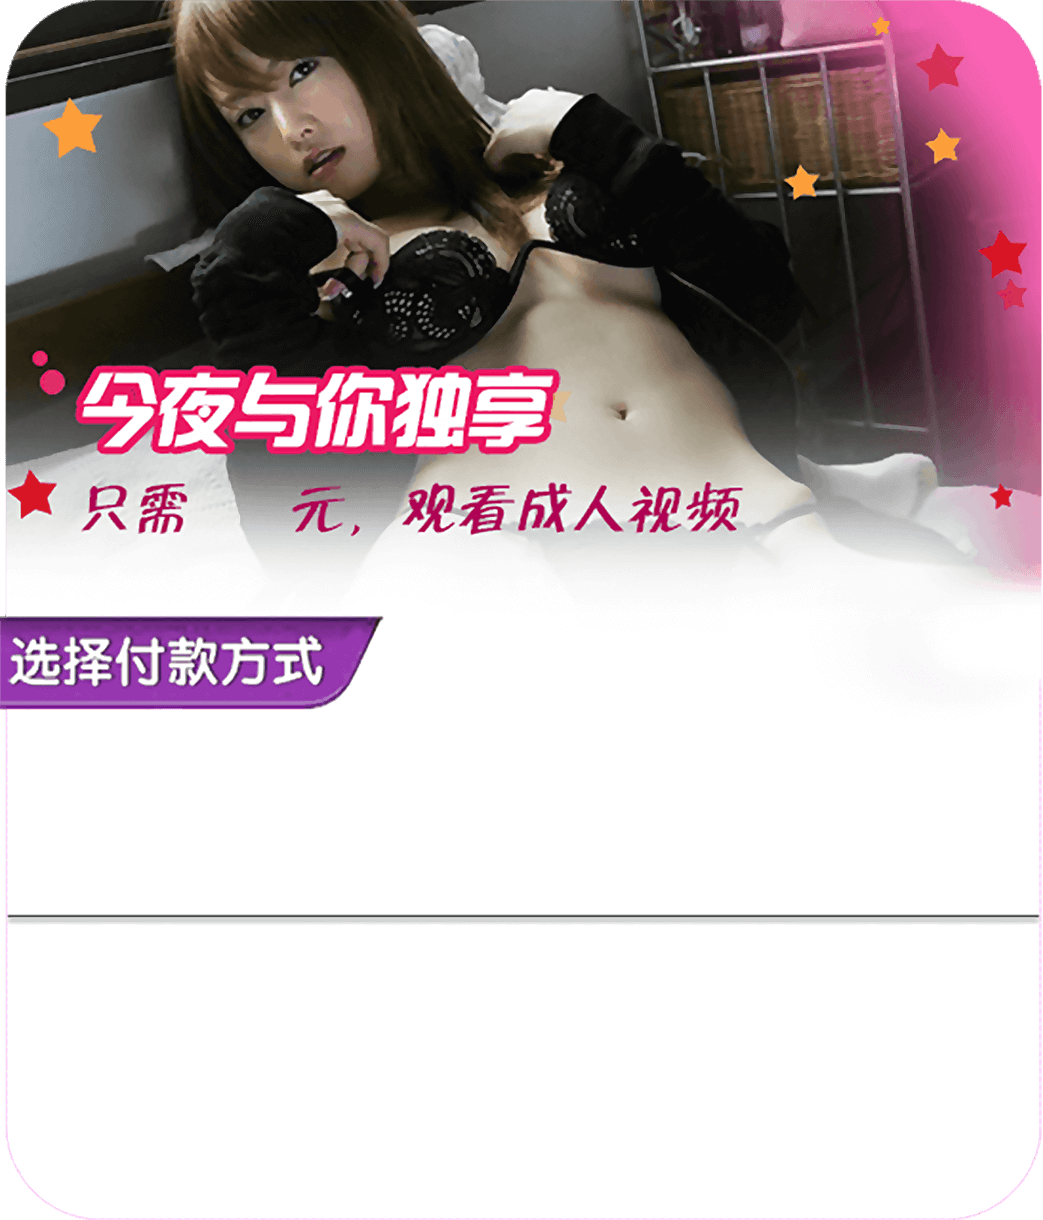 今夜与你独享
只需 元,观看成人视频
选择付款方式